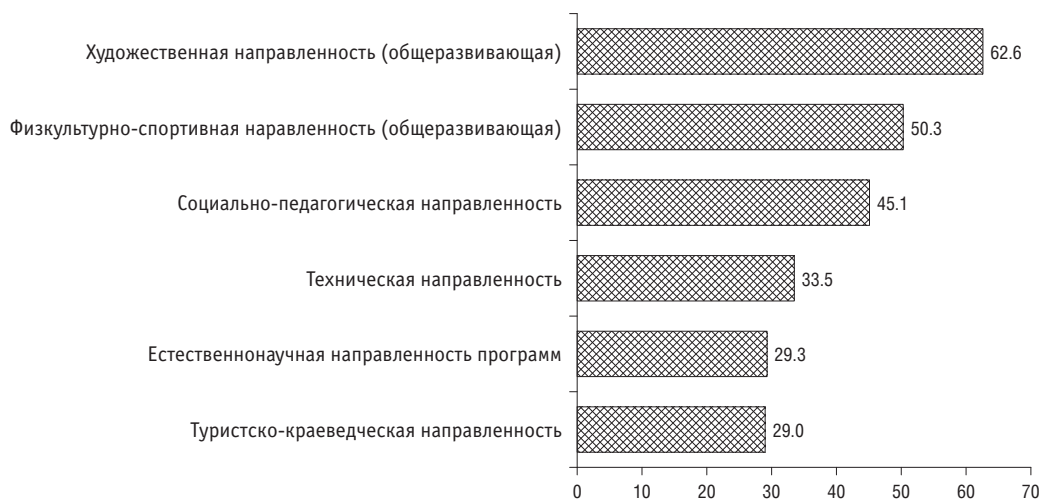 Художественная направленность (общеразвивающая) 62.6
Физкультурно-спортивная наравленность (общеразвивающая) 50.3
Социально-педагогическая направленность 45.1
Техническая направленность 33.5
Естественнонаучная направленность программ 29.3
Туристско-краеведческая направленность 29.0
0 10 20 30 40 50 60 70